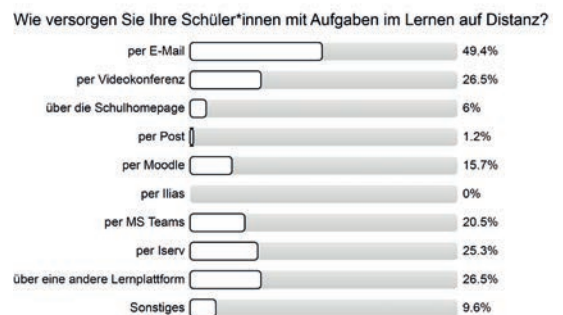 Wie versorgen Sie Ihre Schüler*innen mit Aufgaben im Lernen auf Distanz?
per E-Mail 49.4%
per Videokonferenz 26.5%
über die Schulhomepage 6%
per Post 1.2%
per Moodle 15.7%
per Ilias 0%
per MS Teams 20.5%
per Iserv 25.3%
über eine andere Lernplattform 26.5%
Sonstiges 9.6%